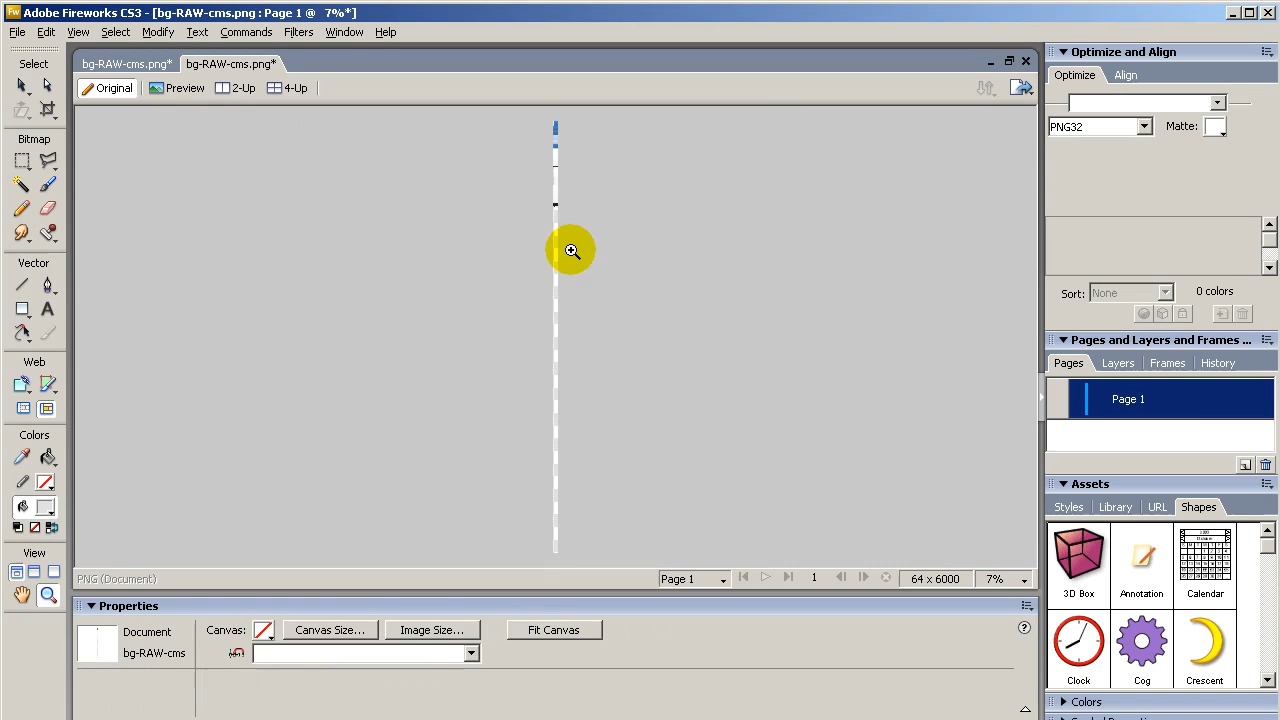 Fw Adobe Fireworks CS3 - [bg-RAW-cms.png : Page 1 @ 7%*]
File Edit View Select Modify Text Commands Filters Window Help
Select
bg-RAW-cms.png* bg-RAW-cms.png*
Original Preview 2-Up 4-Up
Optimize and Align
Optimize Align
PNG32 Matte:
Bitmap
Vector
Sort: None 0 colors
Pages and Layers and Frames ...
Web
Pages Layers Frames History
Page 1
Colors
Assets
Styles Library URL Shapes
View
3D Box Annotation Calendar
PNG (Document) Page 1 1 64 x 6000 7%
Properties
Document Canvas: Canvas Size... Image Size... Fit Canvas
bg-RAW-cms
Clock Cog Crescent
Colors